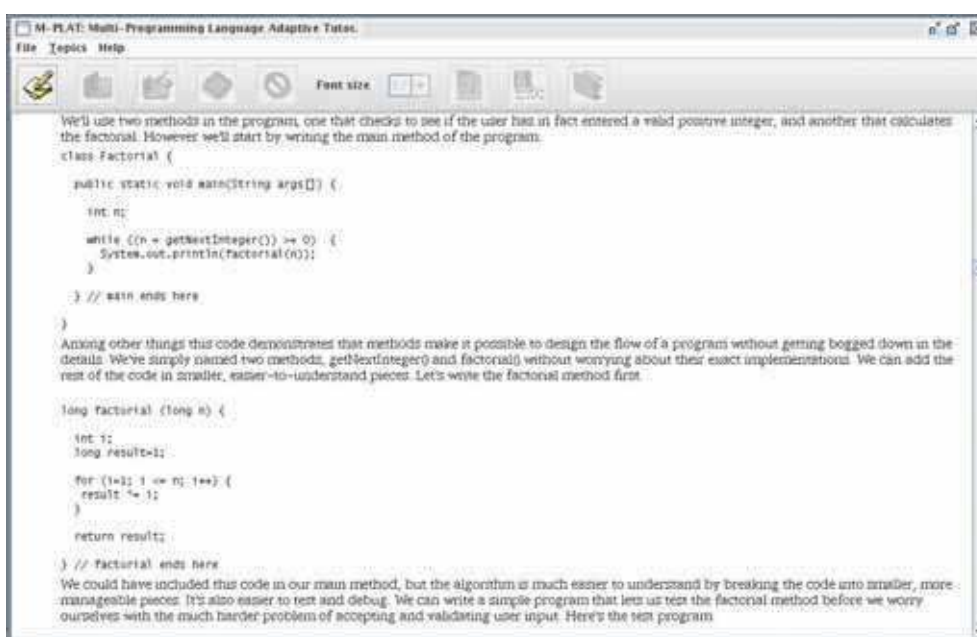 M-PLAT: Multi-Programming Language Adaptive Tutor.
File Topics Help
Font size
We'll use two methods in the program, one that checks to see if the user has in fact entered a valid positive integer, and another that calculates
the factorial. However we'll start by writing the main method of the program.
class Factorial {
public static void main(String args[]) {
int n;
while ((n = getNextInteger()) >= 0) {
System.out.println(factorial(n));
}
} // main ends here
}
Among other things this code demonstrates that methods make it possible to design the flow of a program without getting bogged down in the
details. We've simply named two methods, getNextInteger() and factorial() without worrying about their exact implementations. We can add the
rest of the code in smaller, easier-to-understand pieces. Let's write the factorial method first.
long factorial (long n) {
int i;
long result=1;
for (i=1; i <= n; i++) {
result *= i;
}
return result;
} // factorial ends here
We could have included this code in our main method, but the algorithm is much easier to understand by breaking the code into smaller, more
manageable pieces. It's also easier to test and debug. We can write a simple program that lets us test the factorial method before we worry
ourselves with the much harder problem of accepting and validating user input. Here's the test program